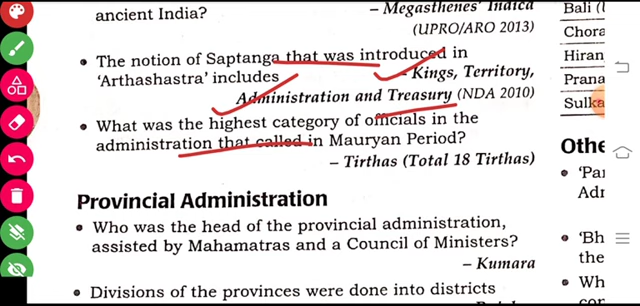 ancient India?
– Megasthenes' Indica
(UPRO/ARO 2013)
• The notion of Saptanga that was introduced in
'Arthashastra' includes – Kings, Territory,
Administration and Treasury (NDA 2010)
• What was the highest category of officials in the
administration that called in Mauryan Period?
– Tirthas (Total 18 Tirthas)
Provincial Administration
• Who was the head of the provincial administration,
assisted by Mahamatras and a Council of Ministers?
– Kumara
• Divisions of the provinces were done into districts
Bali
Chora
Hiran
Prana
Sulka
Othe
• 'Par
Adr
• 'Bh
the
• Wh